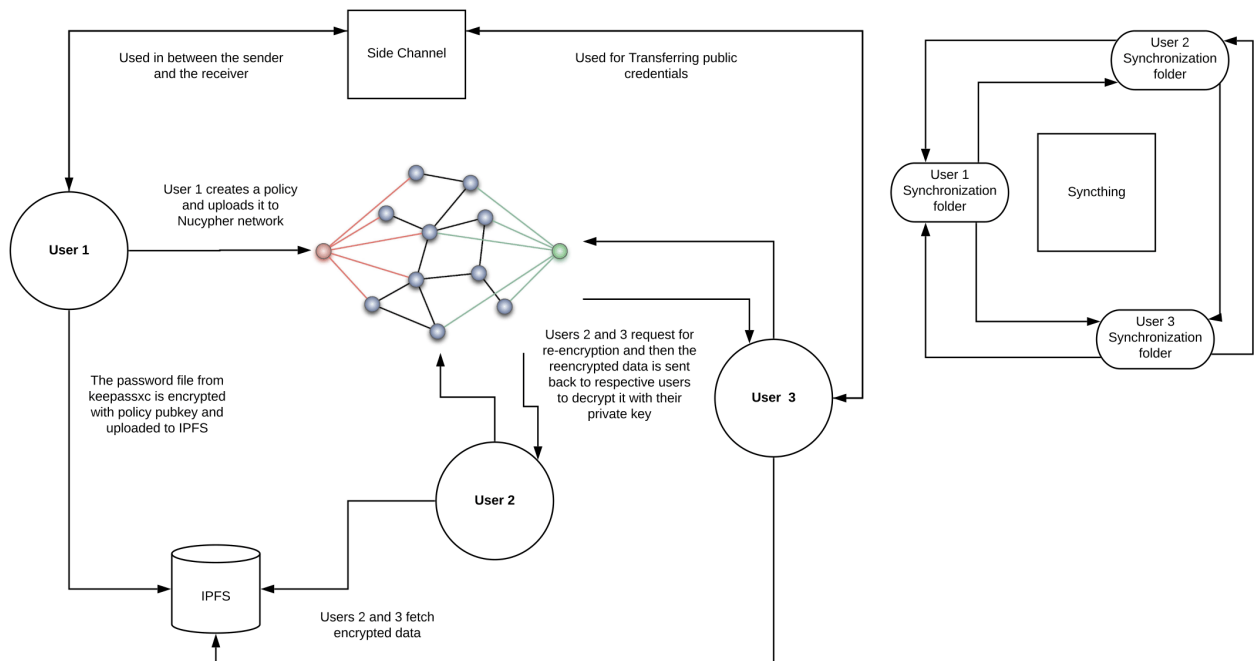 Side Channel
Used in between the sender
and the receiver
Used for Transferring public
credentials
User 1
User 1 creates a policy
and uploads it to
Nucypher network
The password file from
keepassxc is encrypted
with policy pubkey and
uploaded to IPFS
Users 2 and 3 request for
re-encryption and then the
reencrypted data is sent
back to respective users
to decrypt it with their
private key
User  3
User 2
IPFS
Users 2 and 3 fetch
encrypted data
User 2
Synchronization
folder
User 1
Synchronization
folder
Syncthing
User 3
Synchronization
folder